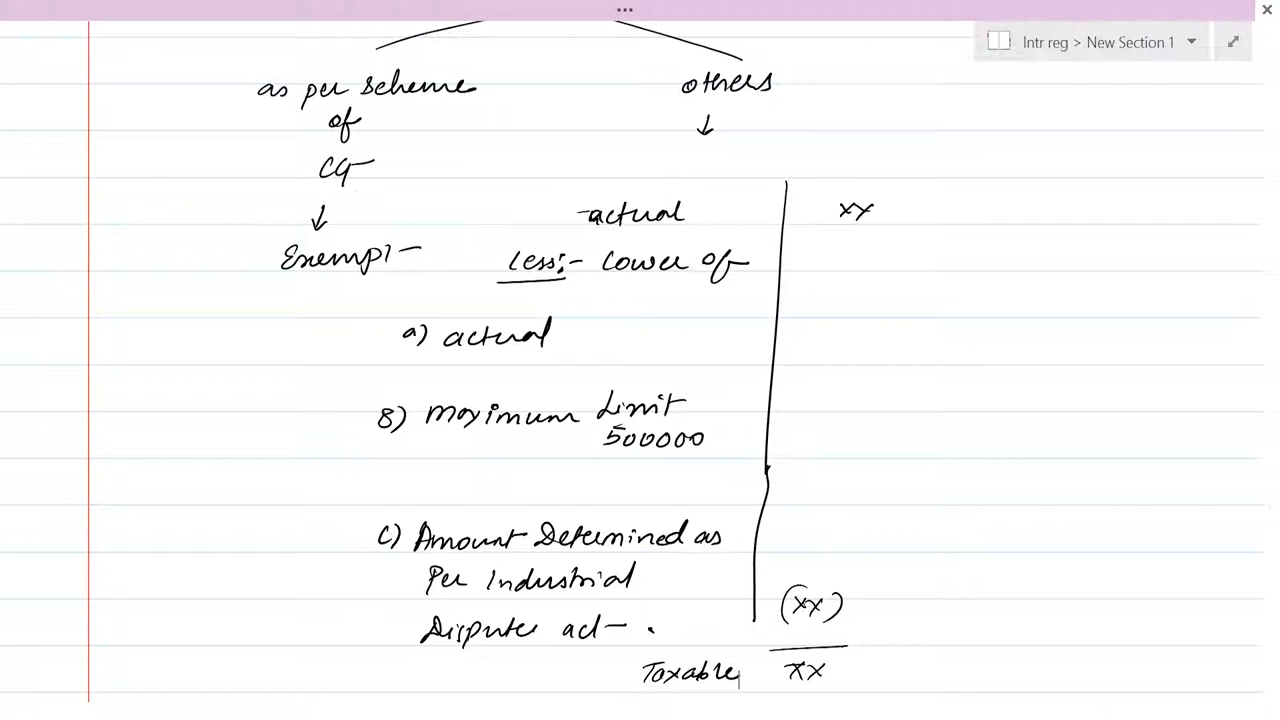 Intr reg > New Section 1
as per scheme others
of
CG
Exempt
actual xx
Less:- Lower of
a) actual
B) Maximum Limit
500000
C) Amount Determined as
Per Industrial
(xx)
Dispute act
Taxable xx